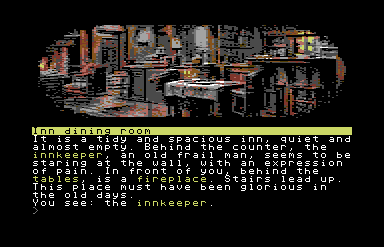 Inn dining room
It is a tidy and spacious inn, quiet and
almost empty. Behind the counter, the
innkeeper, an old frail man, seems to be
staring at the wall, with an expression
of pain. In front of you, behind the
tables, is a fireplace. Stairs lead up.
This place must have been glorious in
the old days.
You see: the innkeeper.
>